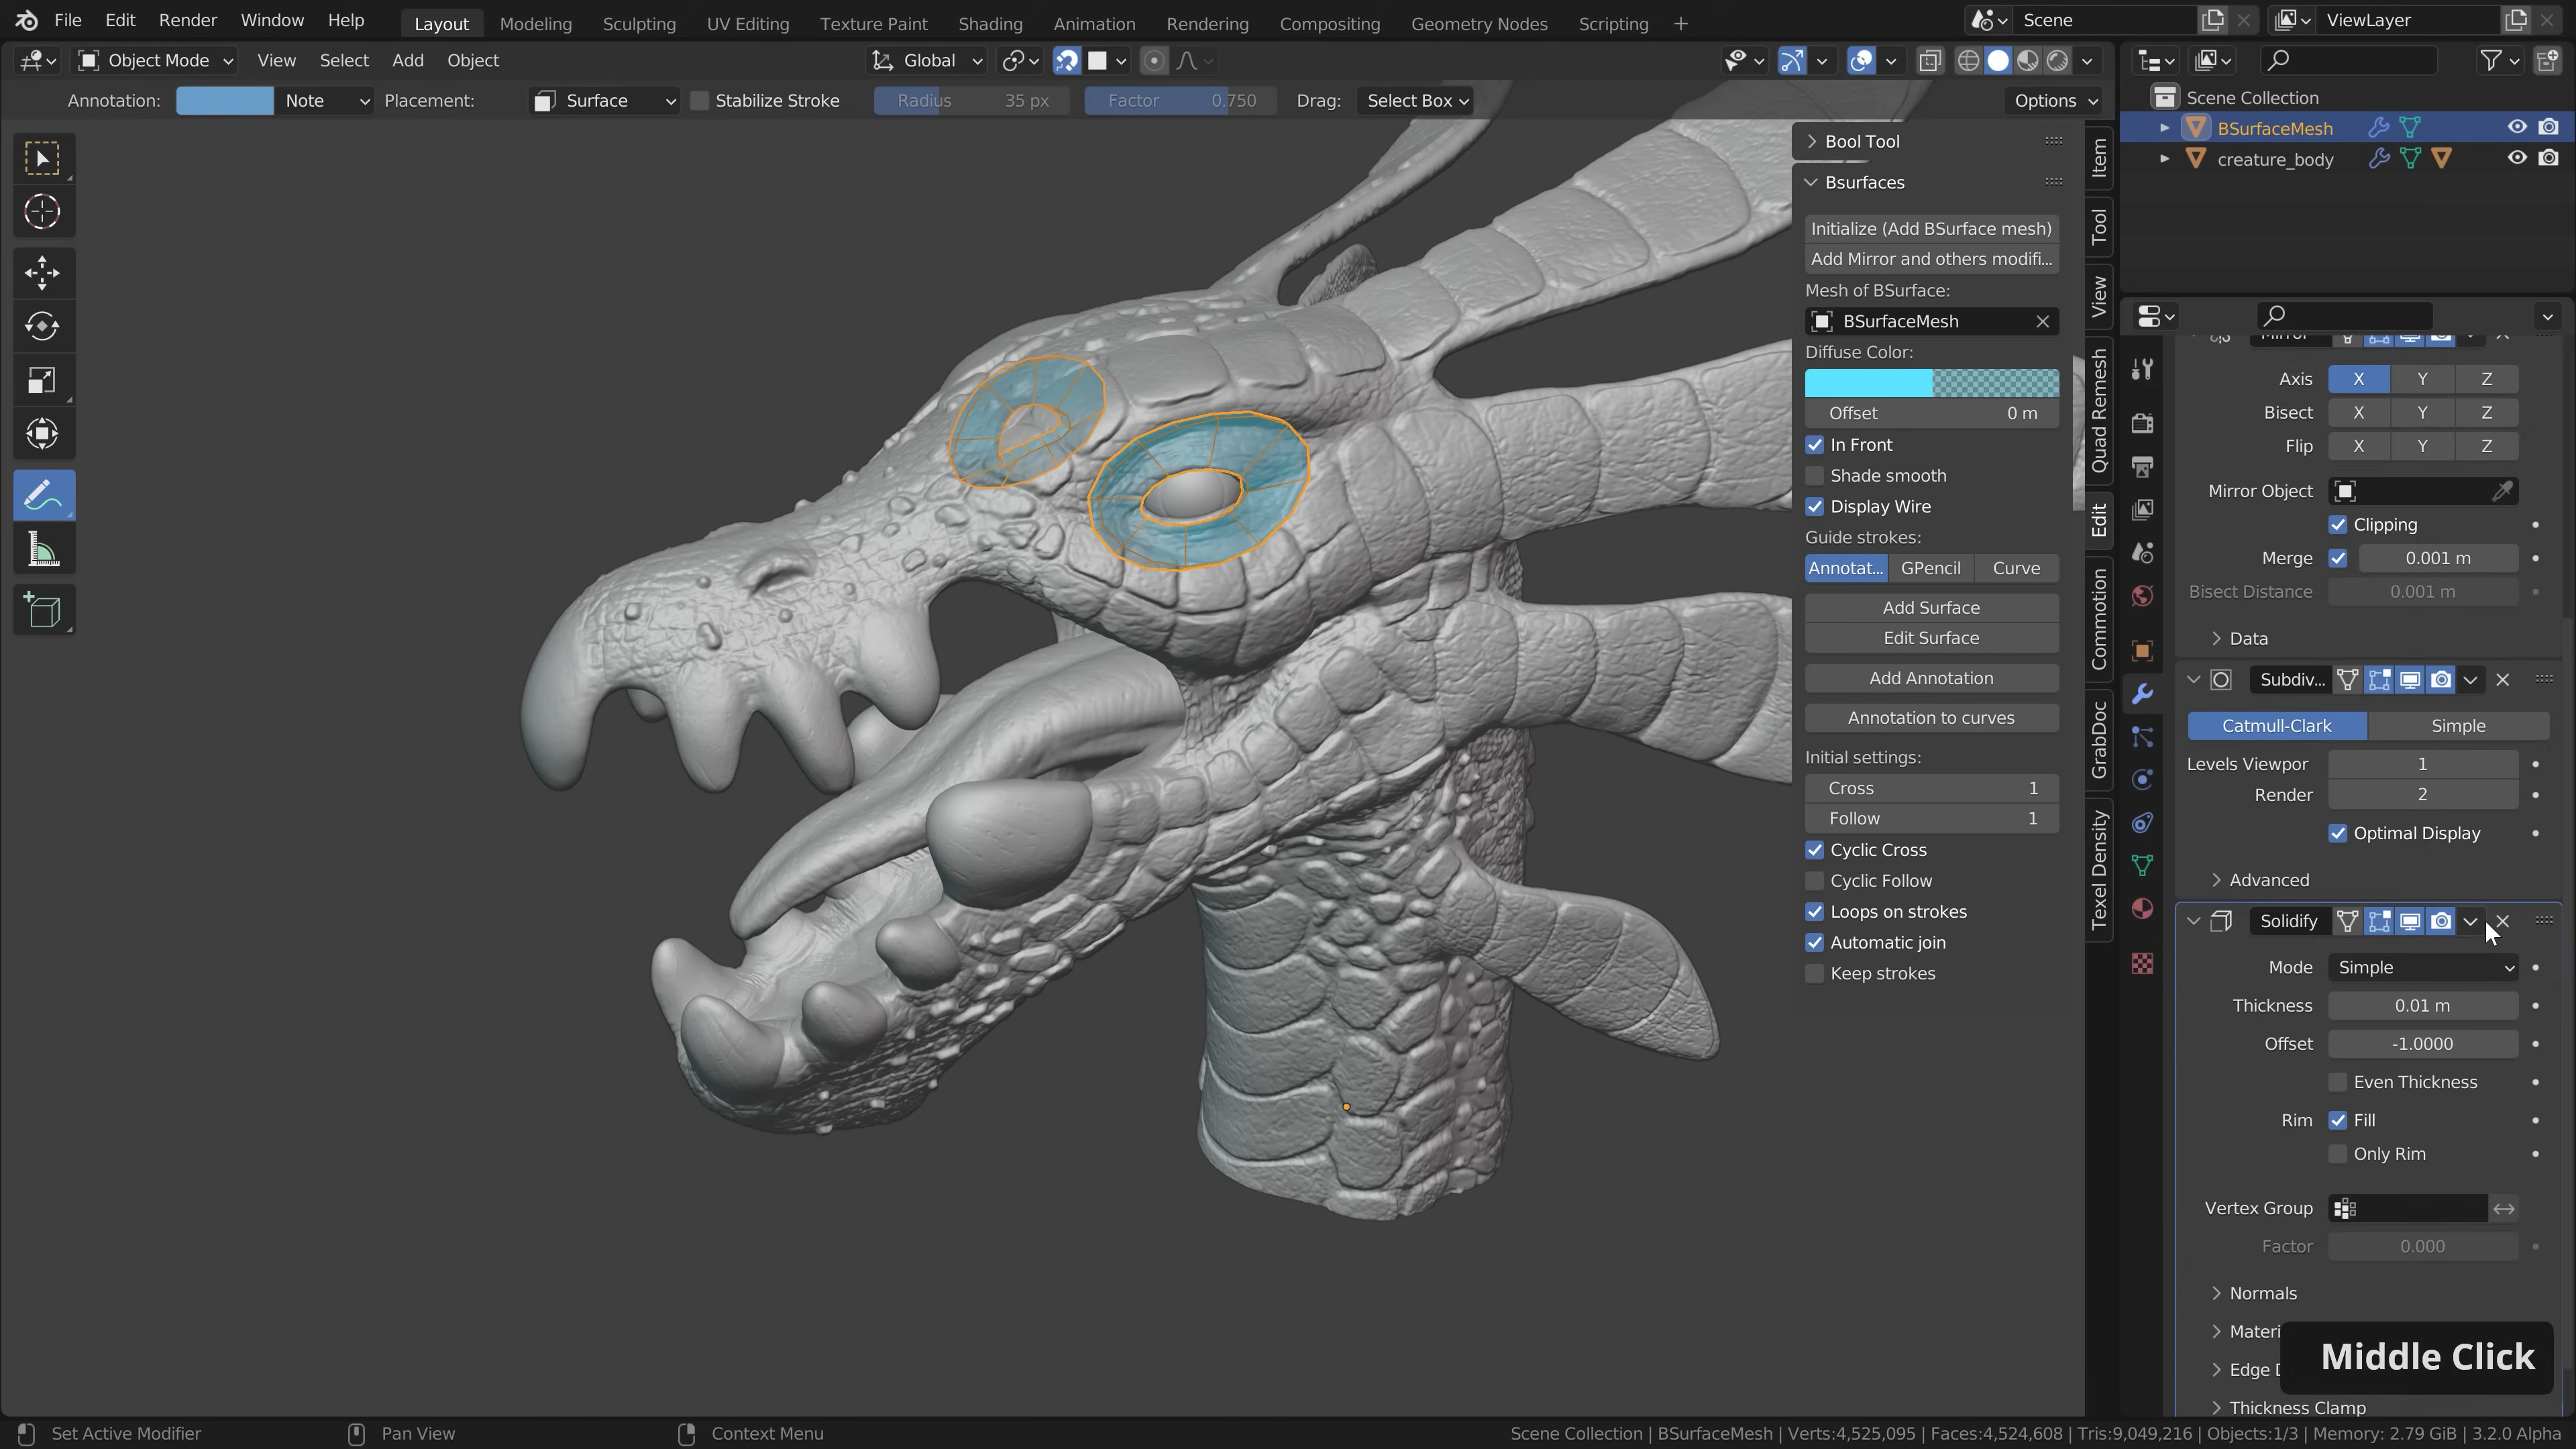 File Edit Render Window Help Layout Modeling Sculpting UV Editing Texture Paint Shading Animation Rendering Compositing Geometry Nodes Scripting + Scene ViewLayer
Object Mode View Select Add Object Global
Annotation: Note Placement: Surface Stabilize Stroke Radius 35 px Factor 0.750 Drag: Select Box Options
Scene Collection
BSurfaceMesh
creature_body
Bool Tool
Bsurfaces
Initialize (Add BSurface mesh)
Add Mirror and others modifi...
Mesh of BSurface:
BSurfaceMesh
Diffuse Color:
Offset 0 m
In Front
Shade smooth
Display Wire
Guide strokes:
Annotat... GPencil Curve
Add Surface
Edit Surface
Add Annotation
Annotation to curves
Initial settings:
Cross 1
Follow 1
Cyclic Cross
Cyclic Follow
Loops on strokes
Automatic join
Keep strokes
Item
Tool
View
Quad Remesh
Edit
Commotion
GrabDoc
Texel Density
Axis X Y Z
Bisect X Y Z
Flip X Y Z
Mirror Object
Clipping
Merge 0.001 m
Bisect Distance 0.001 m
Data
Subdiv...
Catmull-Clark Simple
Levels Viewpor 1
Render 2
Optimal Display
Advanced
Solidify
Mode Simple
Thickness 0.01 m
Offset -1.0000
Even Thickness
Rim Fill
Only Rim
Vertex Group
Factor 0.000
Normals
Materi
Edge
Thickness Clamp
Middle Click
Set Active Modifier Pan View Context Menu Scene Collection | BSurfaceMesh | Verts:4,525,095 | Faces:4,524,608 | Tris:9,049,216 | Objects:1/3 | Memory: 2.79 GiB | 3.2.0 Alpha